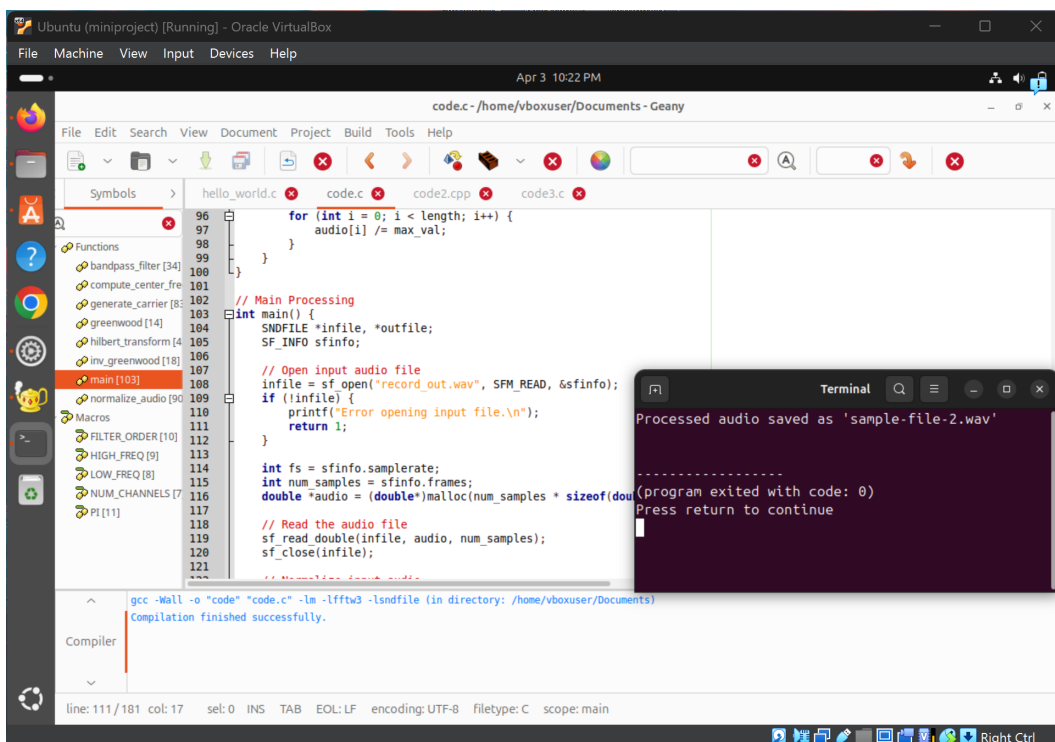 Ubuntu (miniproject) [Running] - Oracle VirtualBox
File Machine View Input Devices Help
Apr 3 10:22 PM
code.c - /home/vboxuser/Documents - Geany
File Edit Search View Document Project Build Tools Help
Symbols
hello_world.c code.c code2.cpp code3.c
Functions
bandpass_filter [34]
compute_center_fre
generate_carrier [83
greenwood [14]
hilbert_transform [4
inv_greenwood [18]
main [103]
normalize_audio [90
Macros
FILTER_ORDER [10]
HIGH_FREQ [9]
LOW_FREQ [8]
NUM_CHANNELS [7
PI [11]
96 for (int i = 0; i < length; i++) {
97 audio[i] /= max_val;
98 }
99 }
100 }
101
102 // Main Processing
103 int main() {
104 SNDFILE *infile, *outfile;
105 SF_INFO sfinfo;
106
107 // Open input audio file
108 infile = sf_open("record_out.wav", SFM_READ, &sfinfo);
109 if (!infile) {
110 printf("Error opening input file.\n");
111 return 1;
112 }
113
114 int fs = sfinfo.samplerate;
115 int num_samples = sfinfo.frames;
116 double *audio = (double*)malloc(num_samples * sizeof(dou
117
118 // Read the audio file
119 sf_read_double(infile, audio, num_samples);
120 sf_close(infile);
121
Terminal
Processed audio saved as 'sample-file-2.wav'
------------------
(program exited with code: 0)
Press return to continue
Compiler
gcc -Wall -o "code" "code.c" -lm -lfftw3 -lsndfile (in directory: /home/vboxuser/Documents)
Compilation finished successfully.
line: 111 / 181 col: 17 sel: 0 INS TAB EOL: LF encoding: UTF-8 filetype: C scope: main
Right Ctrl